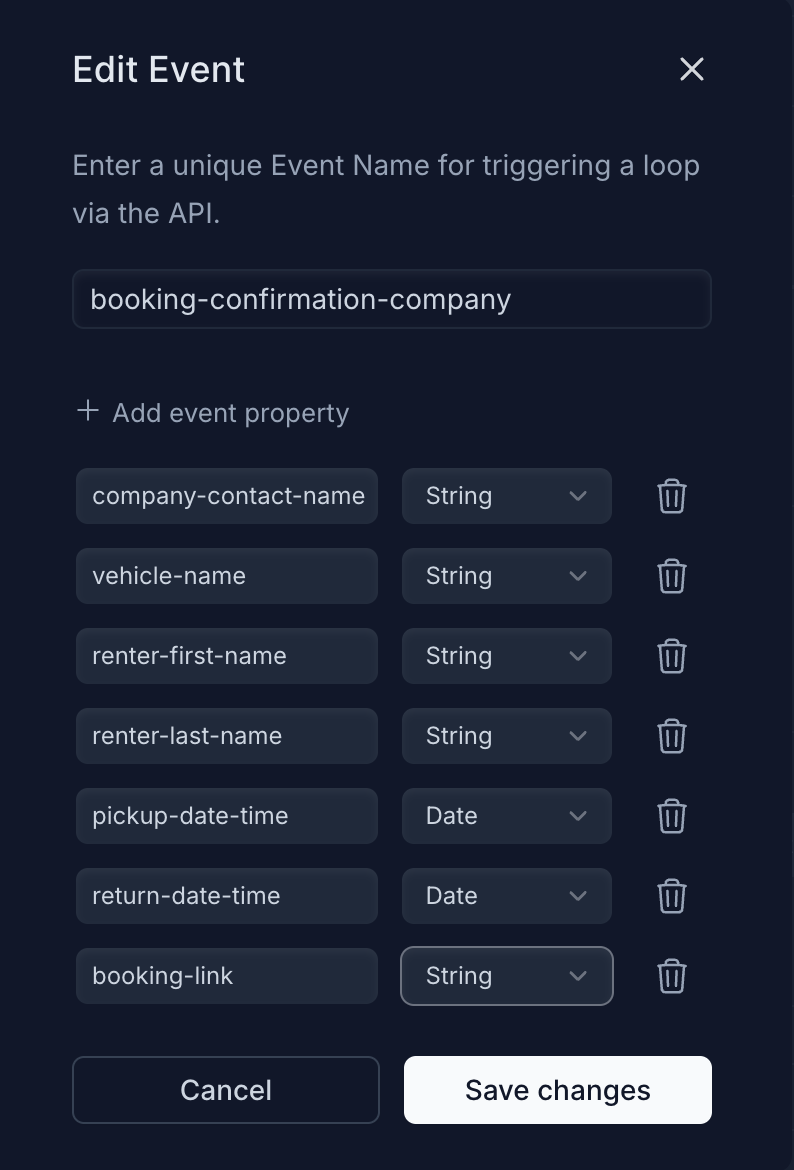 Edit Event
Enter a unique Event Name for triggering a loop
via the API.
booking-confirmation-company
Add event property
company-contact-name String
vehicle-name String
renter-first-name String
renter-last-name String
pickup-date-time Date
return-date-time Date
booking-link String
Cancel Save changes